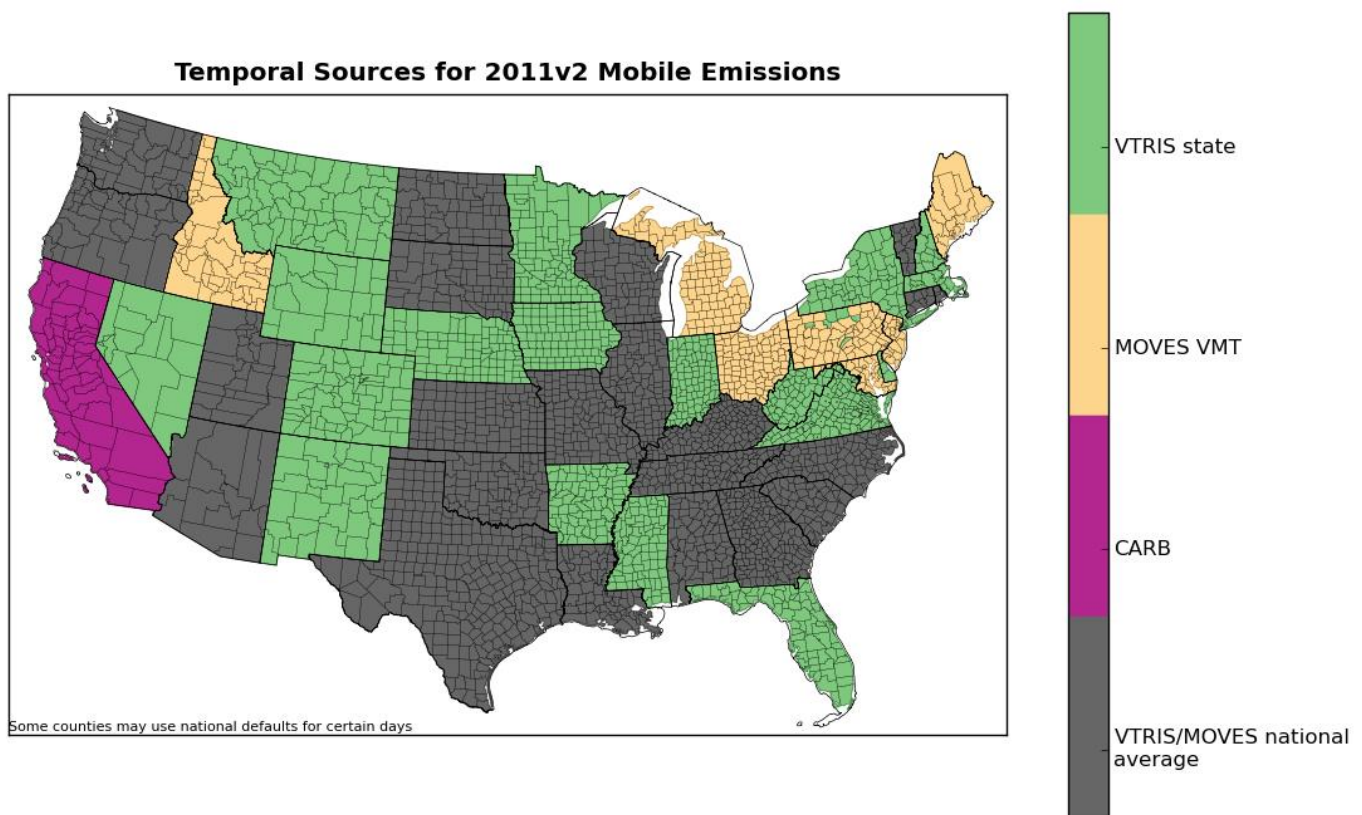 Temporal Sources for 2011v2 Mobile Emissions
VTRIS state
MOVES VMT
CARB
VTRIS/MOVES national
average
Some counties may use national defaults for certain days